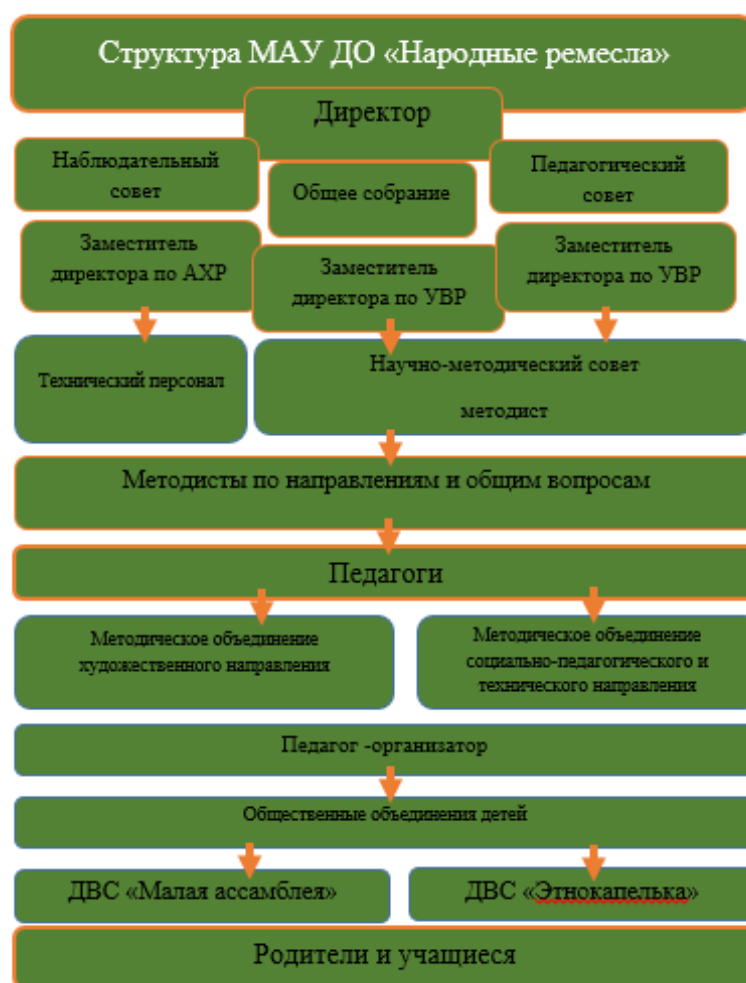 Структура МАУ ДО «Народные ремесла»
Директор
Наблюдательный
совет
Общее собрание
Педагогический
совет
Заместитель
директора по АХР
Заместитель
директора по УВР
Заместитель
директора по УВР
Технический персонал
Научно-методический совет
методист
Методисты по направлениям и общим вопросам
Педагоги
Методическое объединение
художественного направления
Методическое объединение
социально-педагогического и
технического направления
Педагог -организатор
Общественные объединения детей
ДВС «Малая ассамблея»
ДВС «Этнокапелька»
Родители и учащиеся